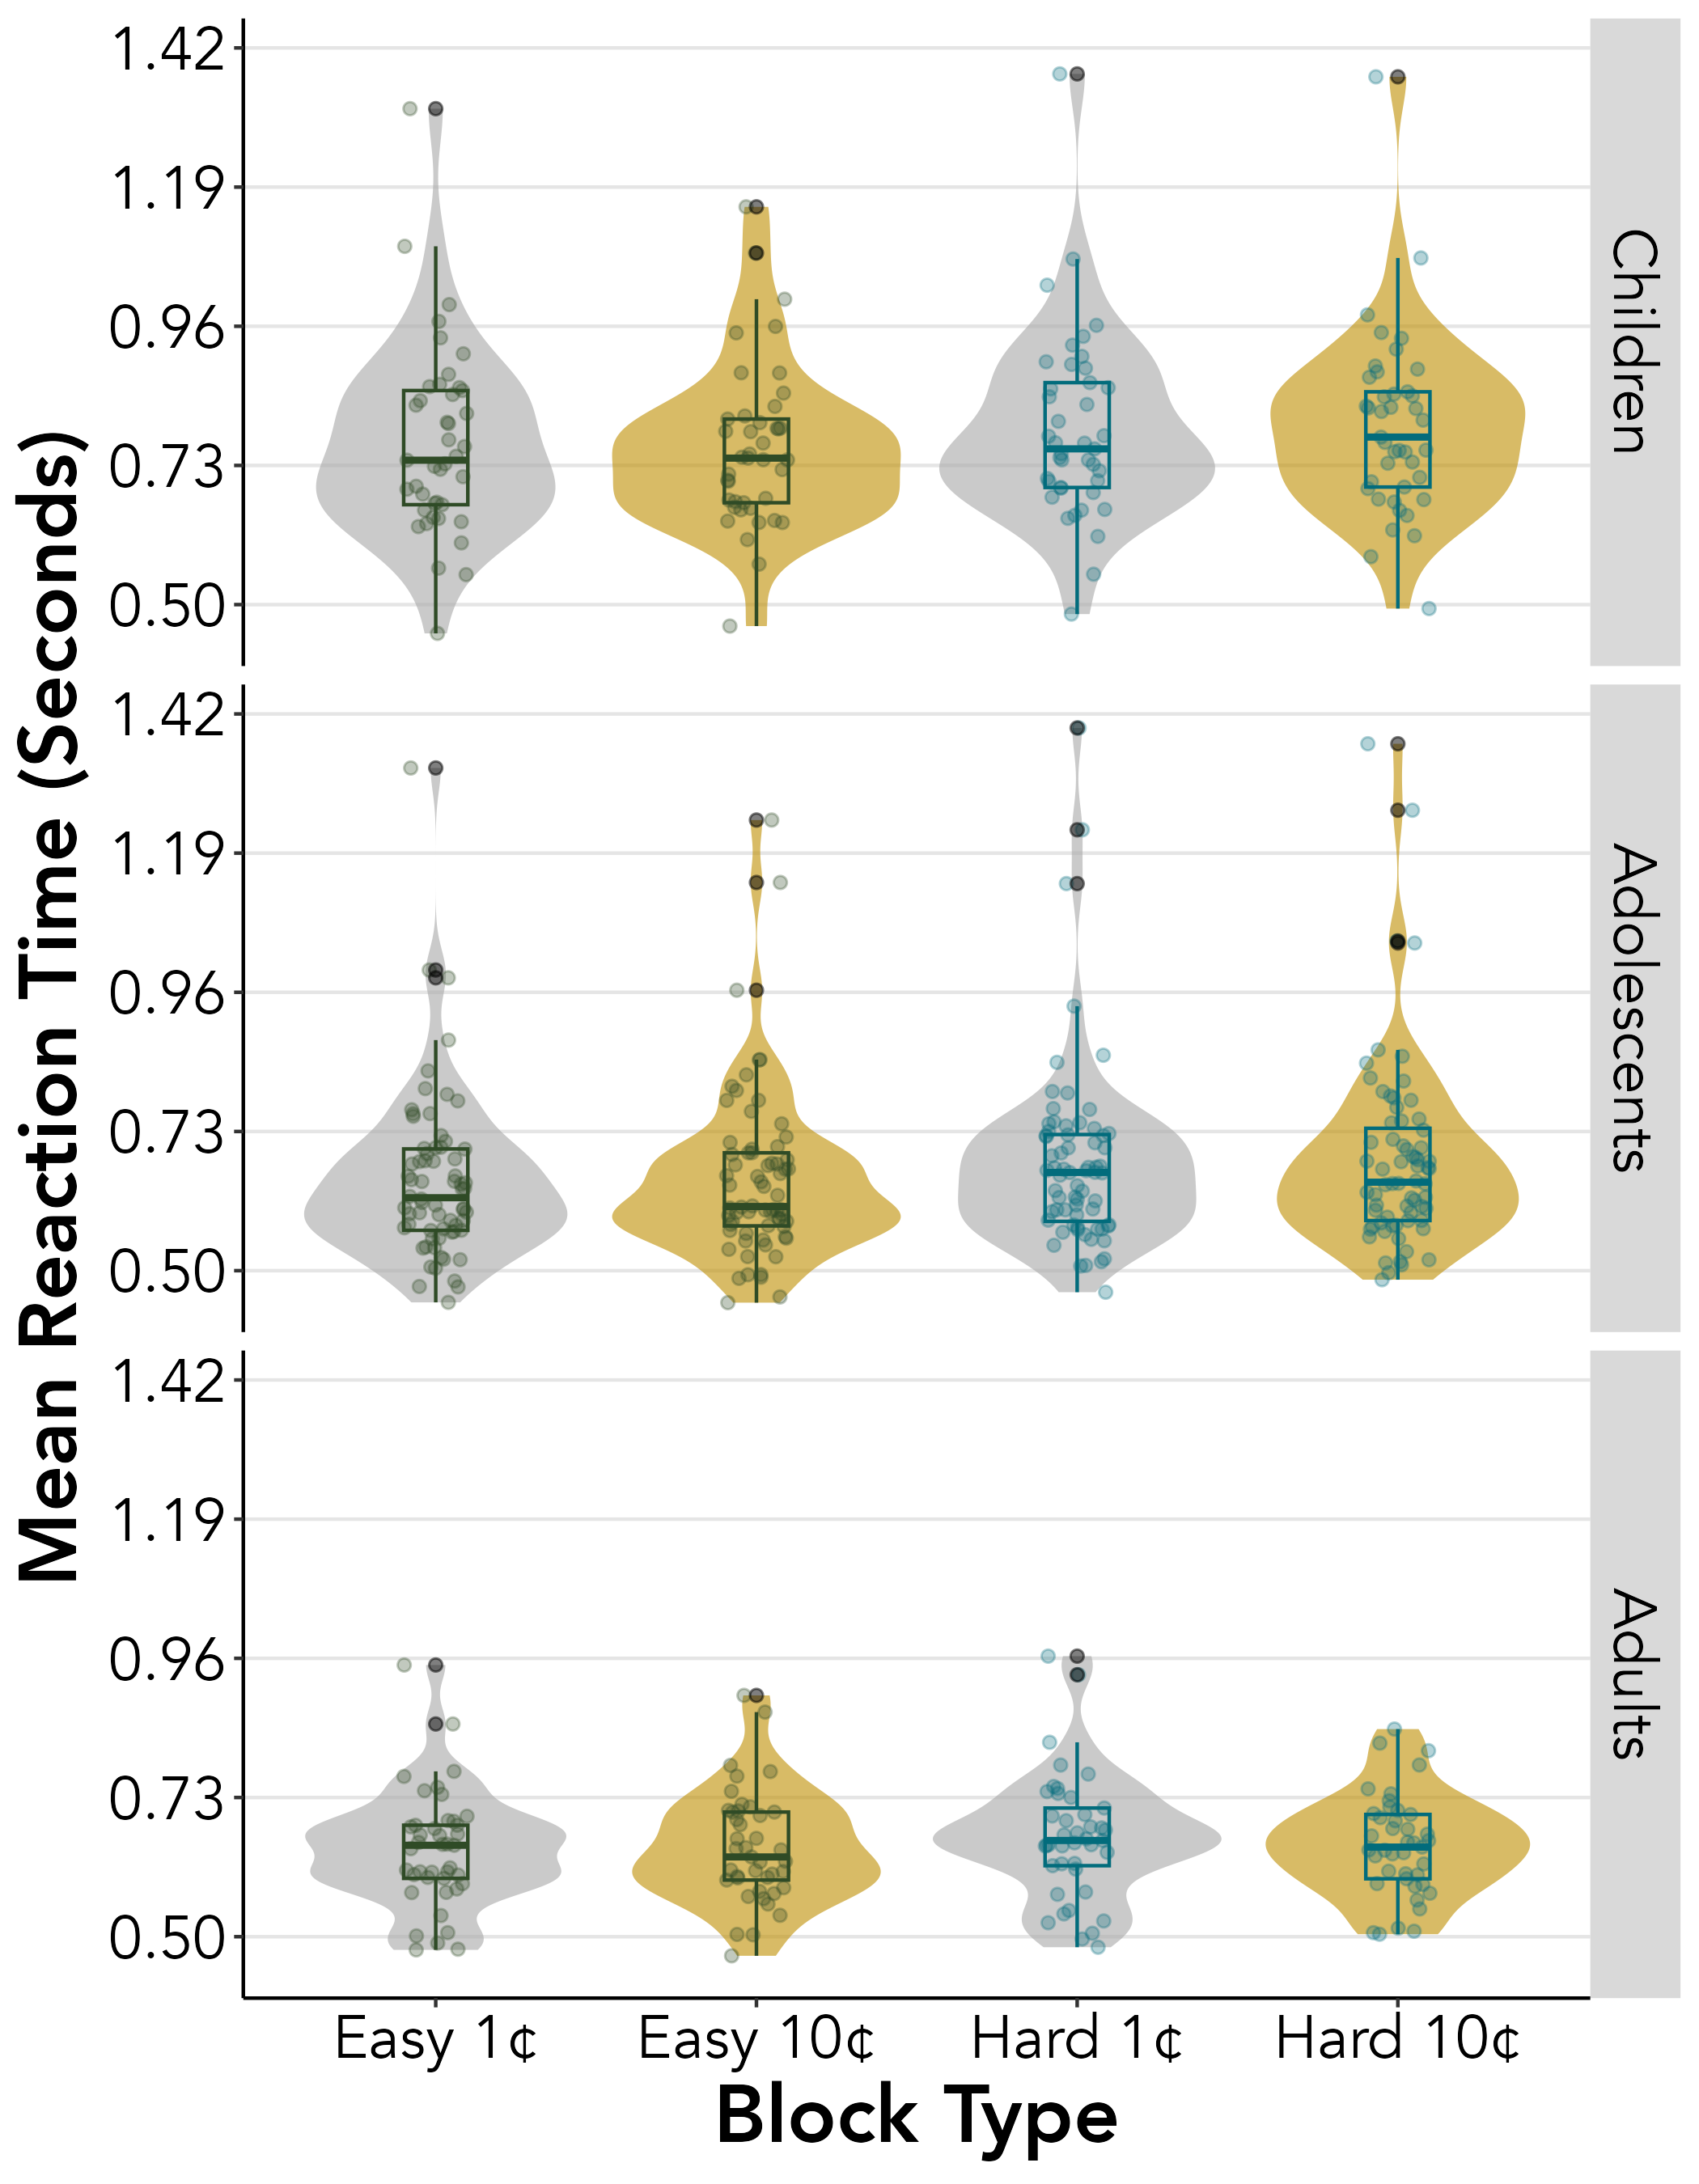 Mean Reaction Time (Seconds)
1.42
1.19
0.96
0.73
0.50
Children
1.42
1.19
0.96
0.73
0.50
Adolescents
1.42
1.19
0.96
0.73
0.50
Adults
Easy 1¢ Easy 10¢ Hard 1¢ Hard 10¢
Block Type